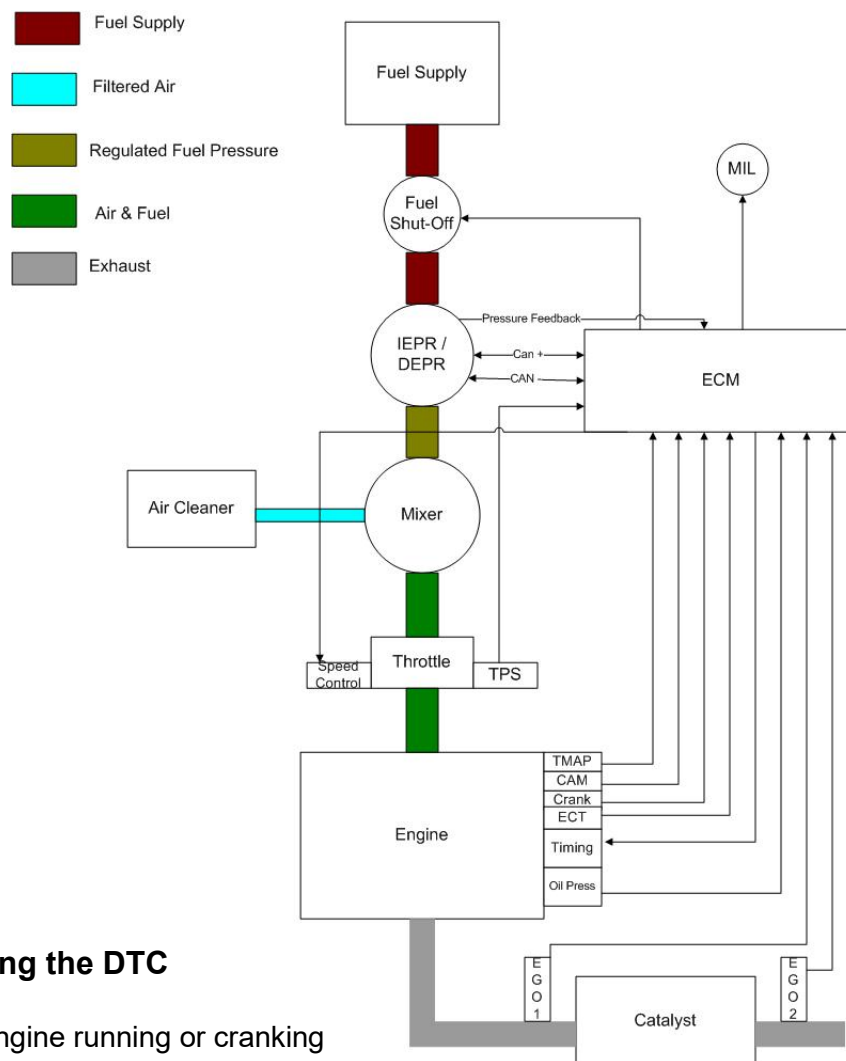 Fuel Supply
Filtered Air
Regulated Fuel Pressure
Air & Fuel
Exhaust
Fuel Supply
MIL
Fuel
Shut-Off
Pressure Feedback
IEPR /
DEPR
Can +
CAN -
ECM
Air Cleaner
Mixer
Speed
Control
Throttle
TPS
TMAP
CAM
Crank
ECT
Engine
Timing
Oil Press
ng the DTC
E
G
O
1
E
G
O
2
Catalyst
ngine running or cranking